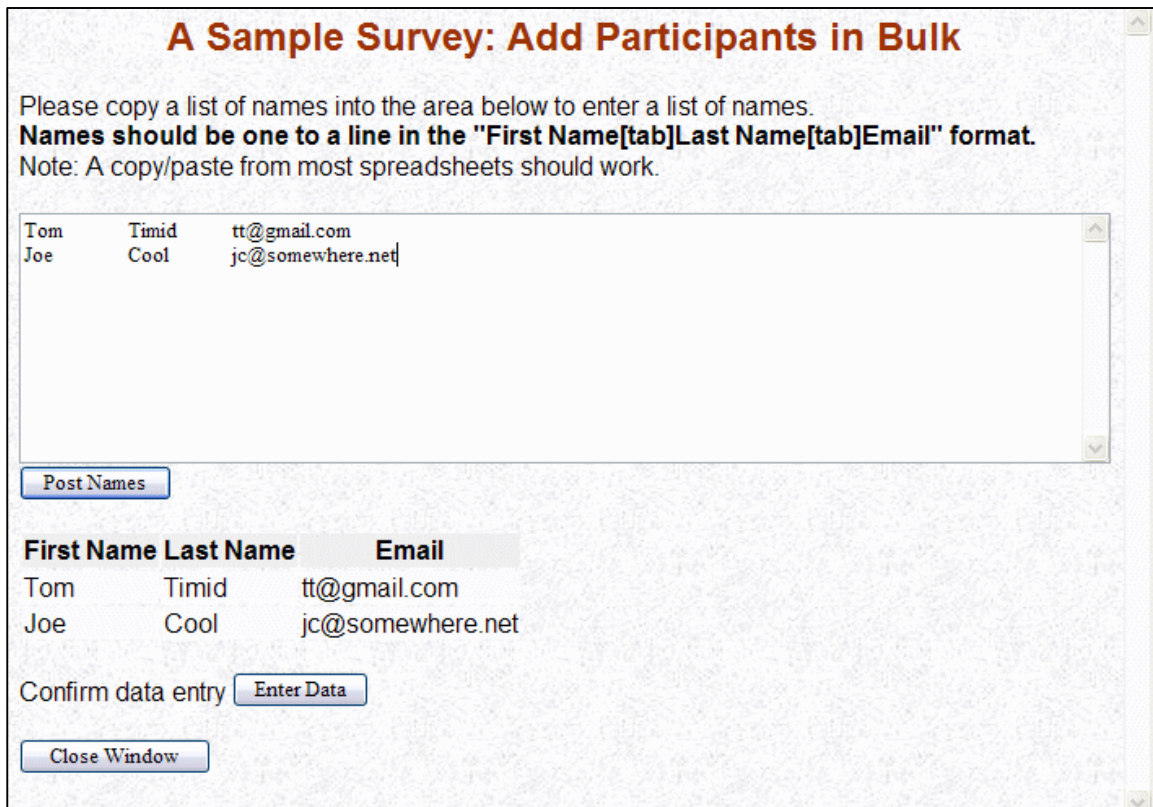 A Sample Survey: Add Participants in Bulk
Please copy a list of names into the area below to enter a list of names.
Names should be one to a line in the "First Name[tab]Last Name[tab]Email" format.
Note: A copy/paste from most spreadsheets should work.
Tom Timid tt@gmail.com
Joe Cool jc@somewhere.net
Post Names
First Name Last Name Email
Tom Timid tt@gmail.com
Joe Cool jc@somewhere.net
Confirm data entry Enter Data
Close Window